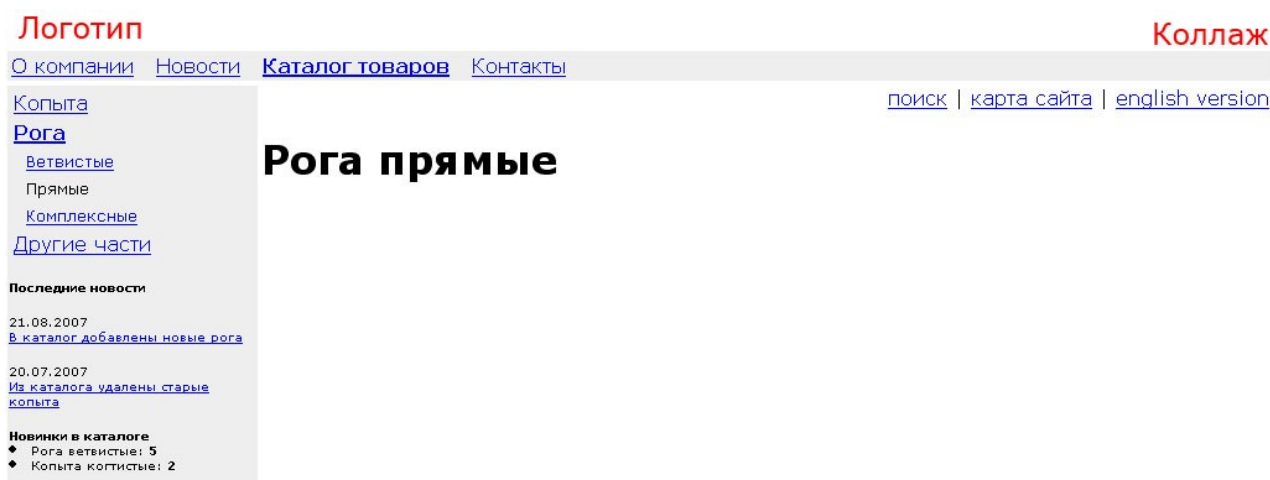 Логотип
Коллаж
О компании Новости Каталог товаров Контакты
поиск | карта сайта | english version
Копыта
Рога
Ветвистые
Прямые
Комплексные
Другие части
Рога прямые
Последние новости
21.08.2007
В каталог добавлены новые рога
20.07.2007
Из каталога удалены старые
копыта
Новинки в каталоге
◆ Рога ветвистые: 5
◆ Копыта когтистые: 2